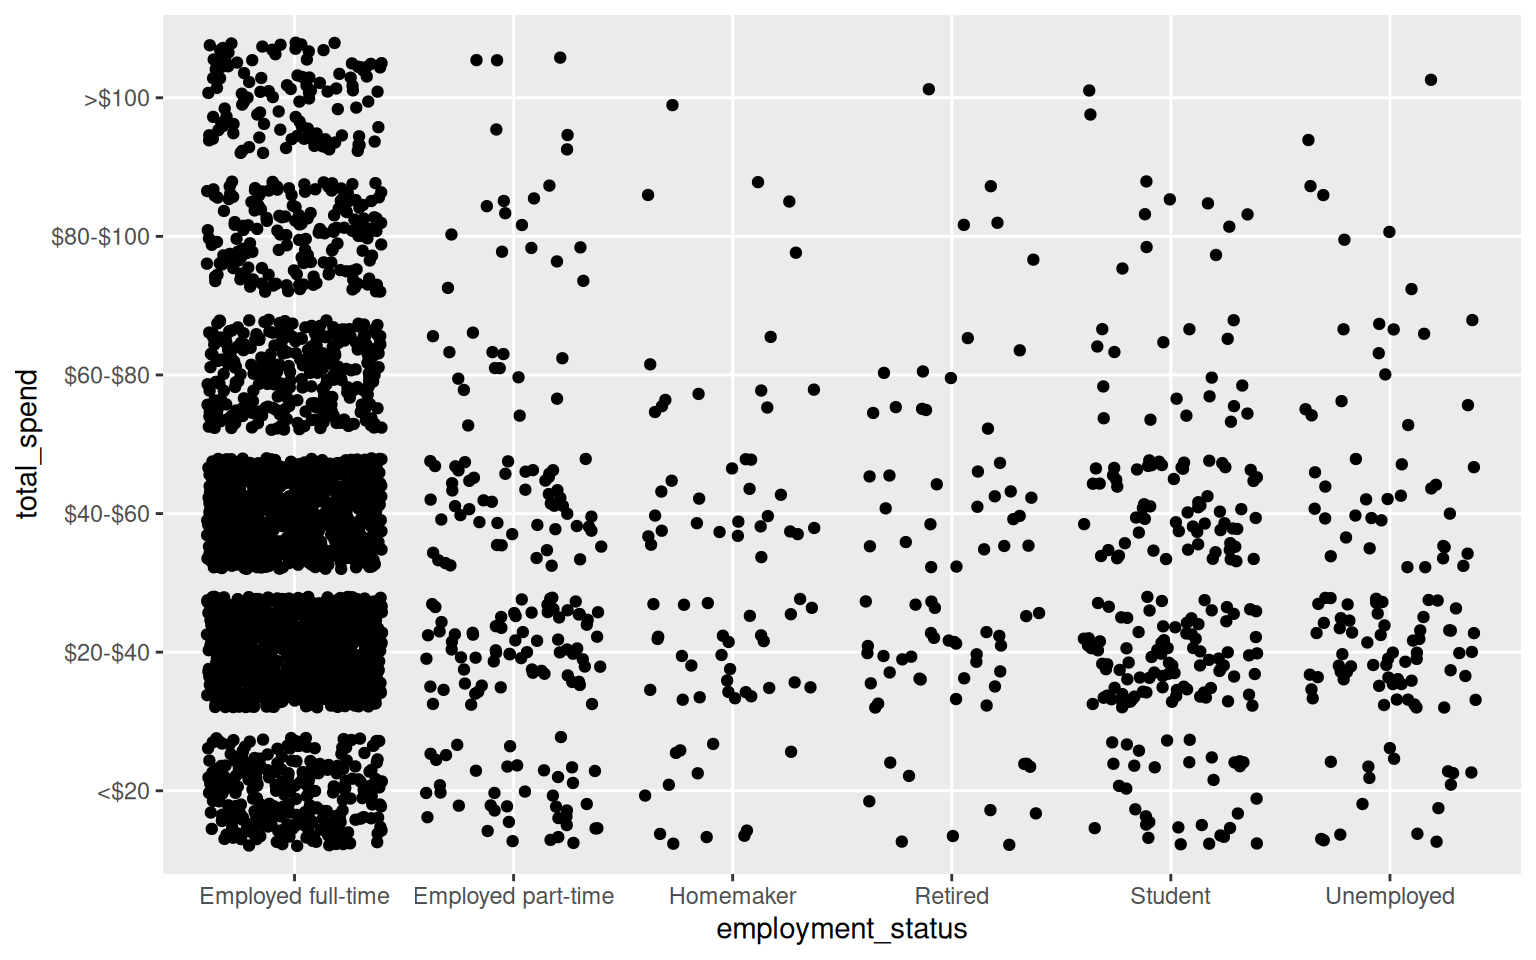 >$100
$80-$100
$60-$80
$40-$60
$20-$40
<$20
total_spend
Employed full-time
Employed part-time
Homemaker
Retired
Student
Unemployed
employment_status